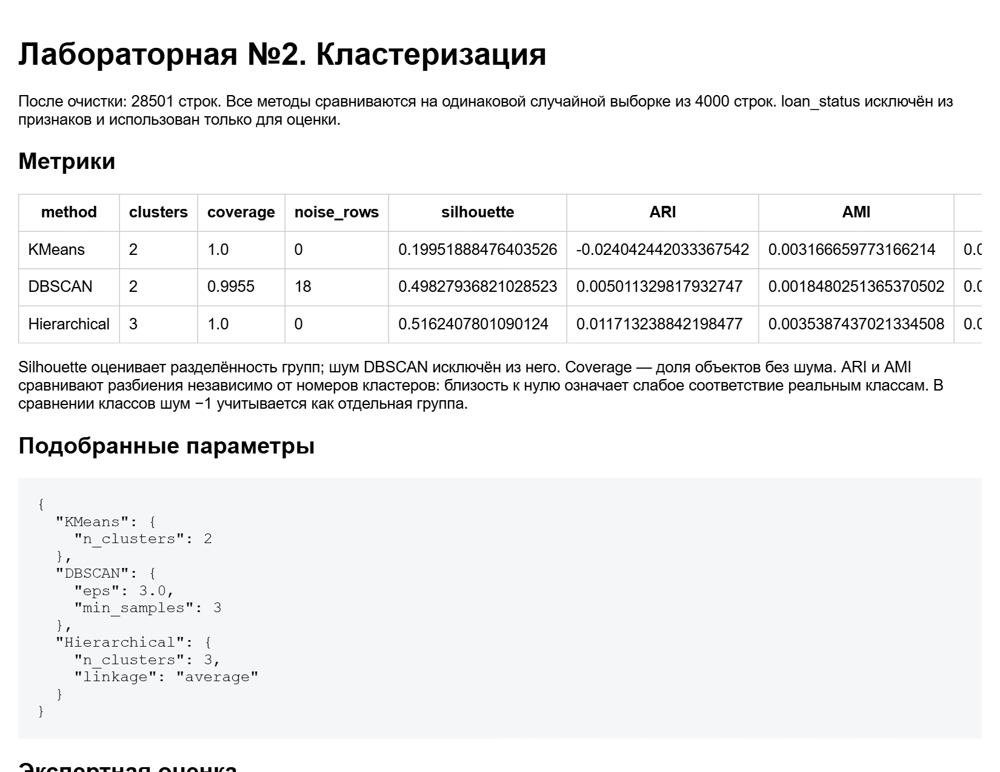 Лабораторная №2. Кластеризация
После очистки: 28501 строк. Все методы сравниваются на одинаковой случайной выборке из 4000 строк. loan_status исключён из
признаков и использован только для оценки.
Метрики
method clusters coverage noise_rows silhouette ARI AMI
KMeans 2 1.0 0 0.19951888476403526 -0.024042442033367542 0.003166659773166214 0.0
DBSCAN 2 0.9955 18 0.49827936821028523 0.005011329817932747 0.0018480251365370502 0.0
Hierarchical 3 1.0 0 0.5162407801090124 0.011713238842198477 0.0035387437021334508 0.0
Silhouette оценивает разделённость групп; шум DBSCAN исключён из него. Coverage — доля объектов без шума. ARI и AMI
сравнивают разбиения независимо от номеров кластеров: близость к нулю означает слабое соответствие реальным классам. В
сравнении классов шум −1 учитывается как отдельная группа.
Подобранные параметры
{
"KMeans": {
"n_clusters": 2
},
"DBSCAN": {
"eps": 3.0,
"min_samples": 3
},
"Hierarchical": {
"n_clusters": 3,
"linkage": "average"
}
}
Экспертная оценка